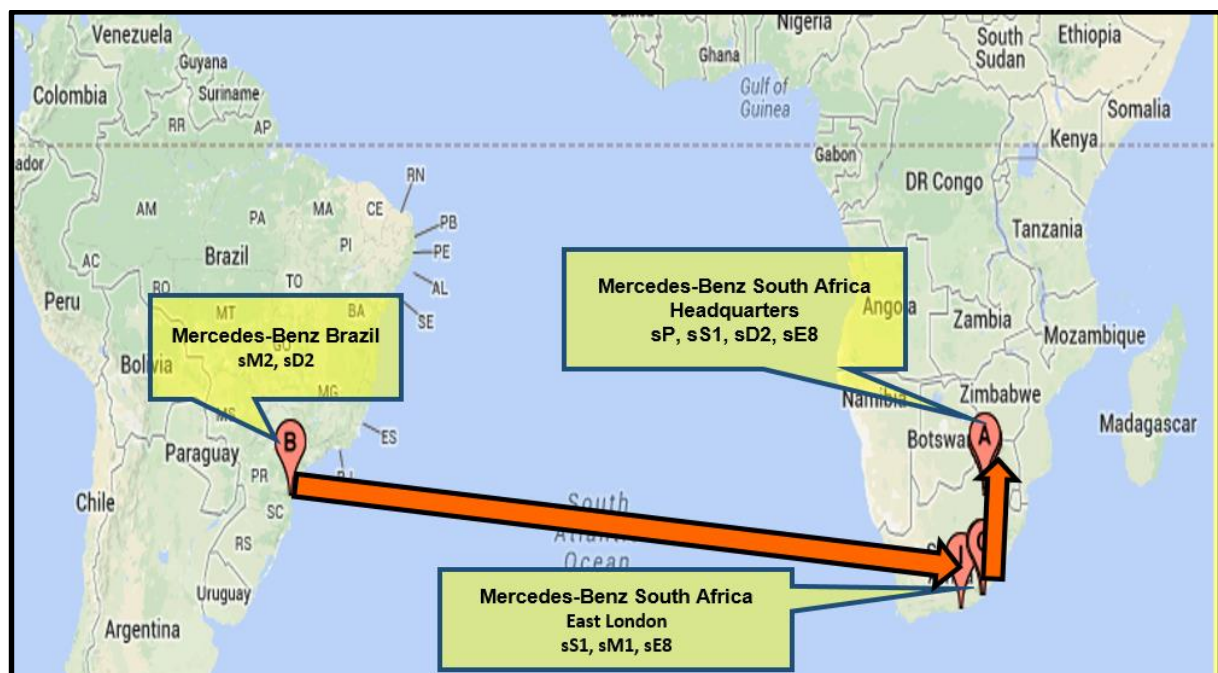 Venezuela
Guyana
Suriname
Colombia
RR
AP
Nigeria
Ghana
Gulf of
Guinea
South
Sudan
Ethiopia
Somalia
Kenya
Gabon
DR Congo
Tanzania
ador
AM
PA
MA
CE
RN
PB
PE
AL
SE
PI
TO
BA
Brazil
AC
RO
MT
GO
Peru
Bolivia
MG
MS
ES
Mercedes-Benz Brazil
sM2, sD2
Mercedes-Benz South Africa
Headquarters
sP, sS1, sD2, sE8
Angola
Zambia
Mozambique
Zimbabwe
Namibia
Botswa
Madagascar
A
B
Paraguay
PR
SC
RS
Chile
Uruguay
Argentina
South
Ocean
Mercedes-Benz South Africa
East London
sS1, sM1, sE8